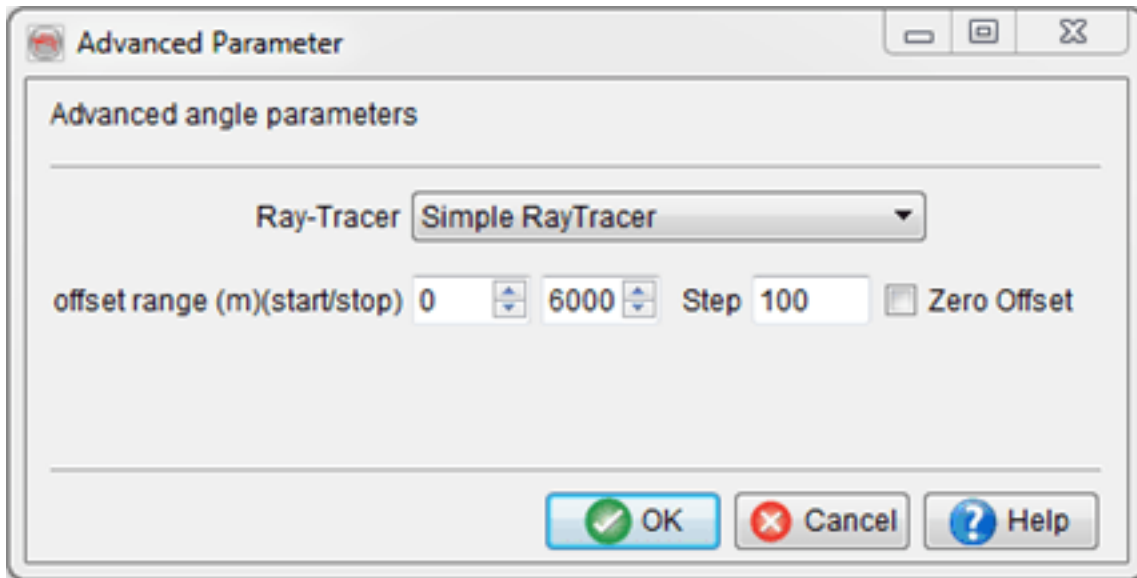 Advanced Parameter
Advanced angle parameters
Ray-Tracer Simple RayTracer
offset range (m)(start/stop) 0 6000 Step 100 Zero Offset
OK Cancel Help